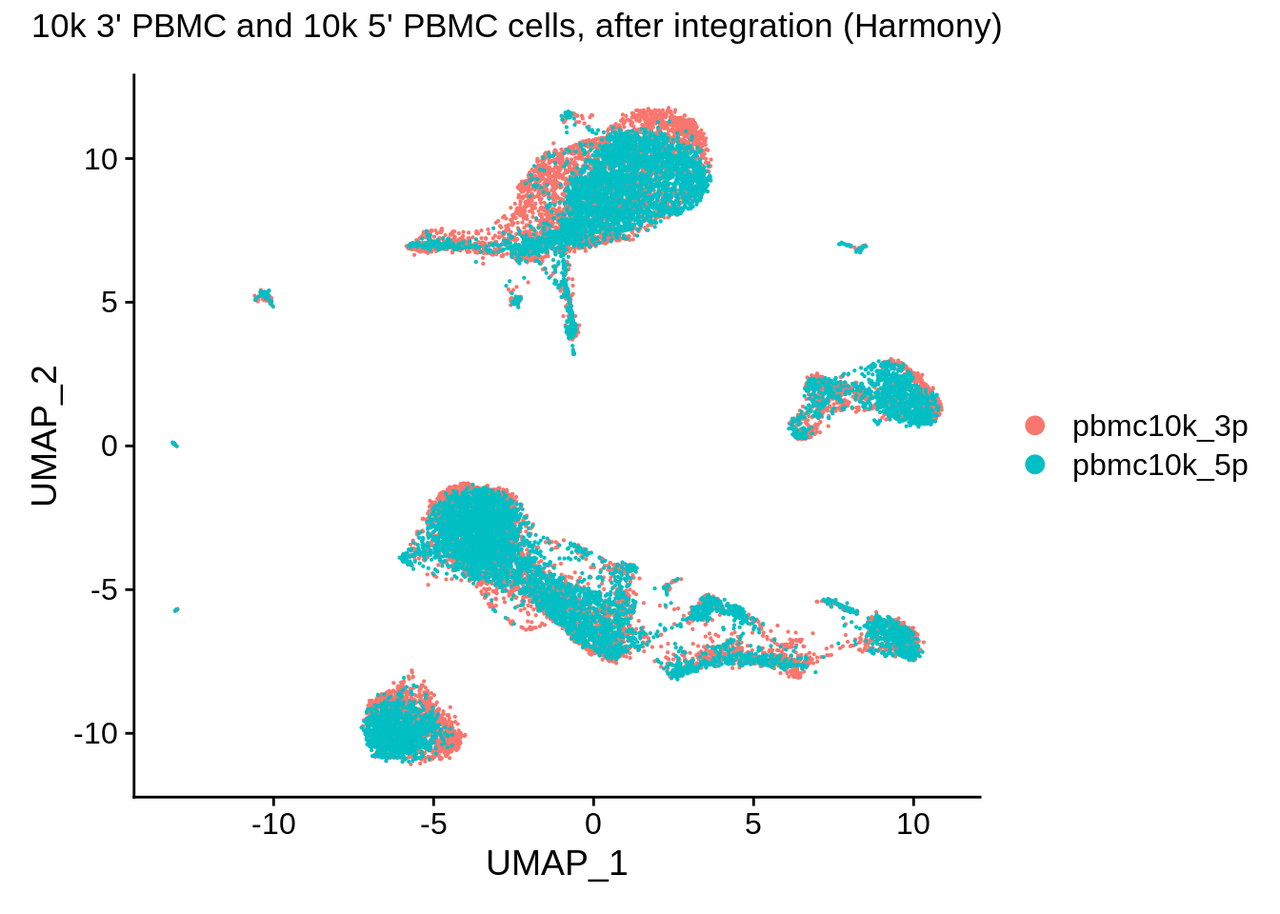 10k 3' PBMC and 10k 5' PBMC cells, after integration (Harmony)
10
5
0
-5
-10
UMAP_2
-10
-5
0
5
10
UMAP_1
pbmc10k_3p
pbmc10k_5p